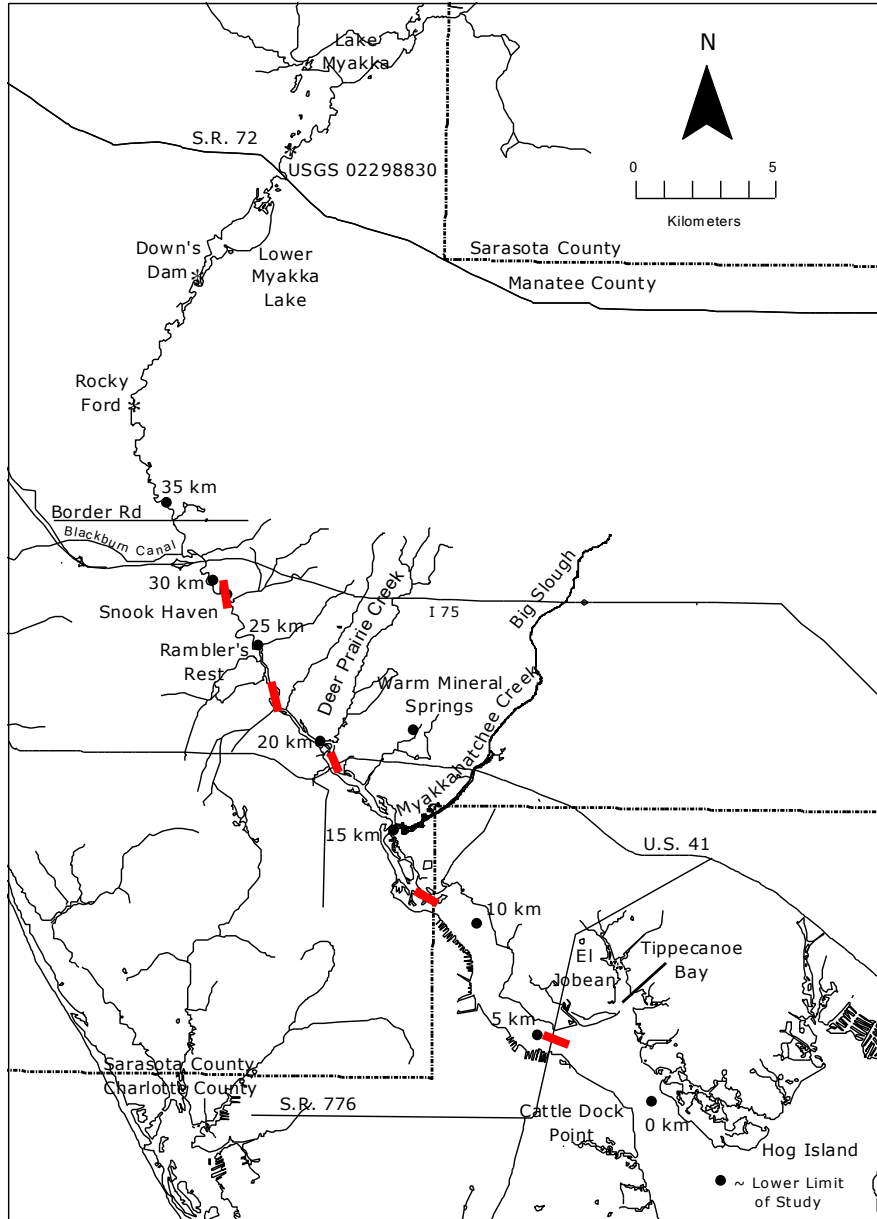 Lake
Myakka
N
S.R. 72
USGS 02298830
0
5
Kilometers
Down's
Dam
Lower
Myakka
Lake
Sarasota County
Manatee County
Rocky
Ford
35 km
Border Rd
Blackburn Canal
30 km
Snook Haven
I 75
Big Slough
25 km
Rambler's
Rest
Deer Prairie Creek
Warm Mineral
Springs
20 km
Myakkahatchee Creek
15 km
U.S. 41
10 km
El
Jobean
Tippecanoe
Bay
5 km
Sarasota County
Charlotte County
S.R. 776
Cattle Dock
Point
0 km
Hog Island
~ Lower Limit
of Study